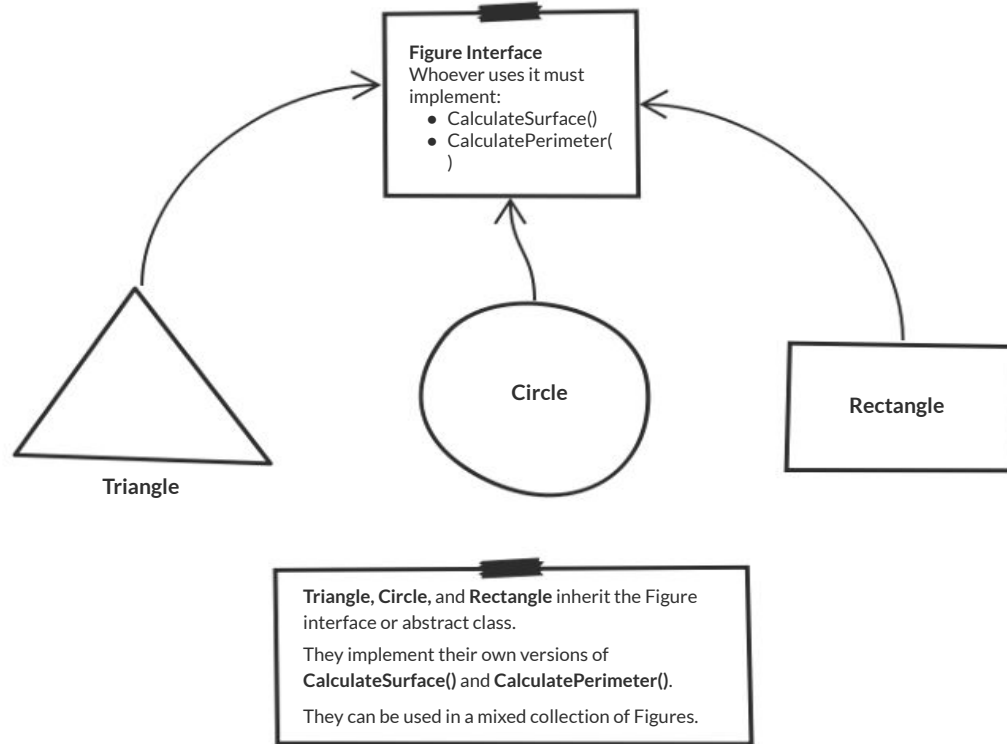 Figure Interface
Whoever uses it must
implement:
● CalculateSurface()
● CalculatePerimeter(
)
Circle
Rectangle
Triangle
Triangle, Circle, and Rectangle inherit the Figure
interface or abstract class.
They implement their own versions of
CalculateSurface() and CalculatePerimeter().
They can be used in a mixed collection of Figures.